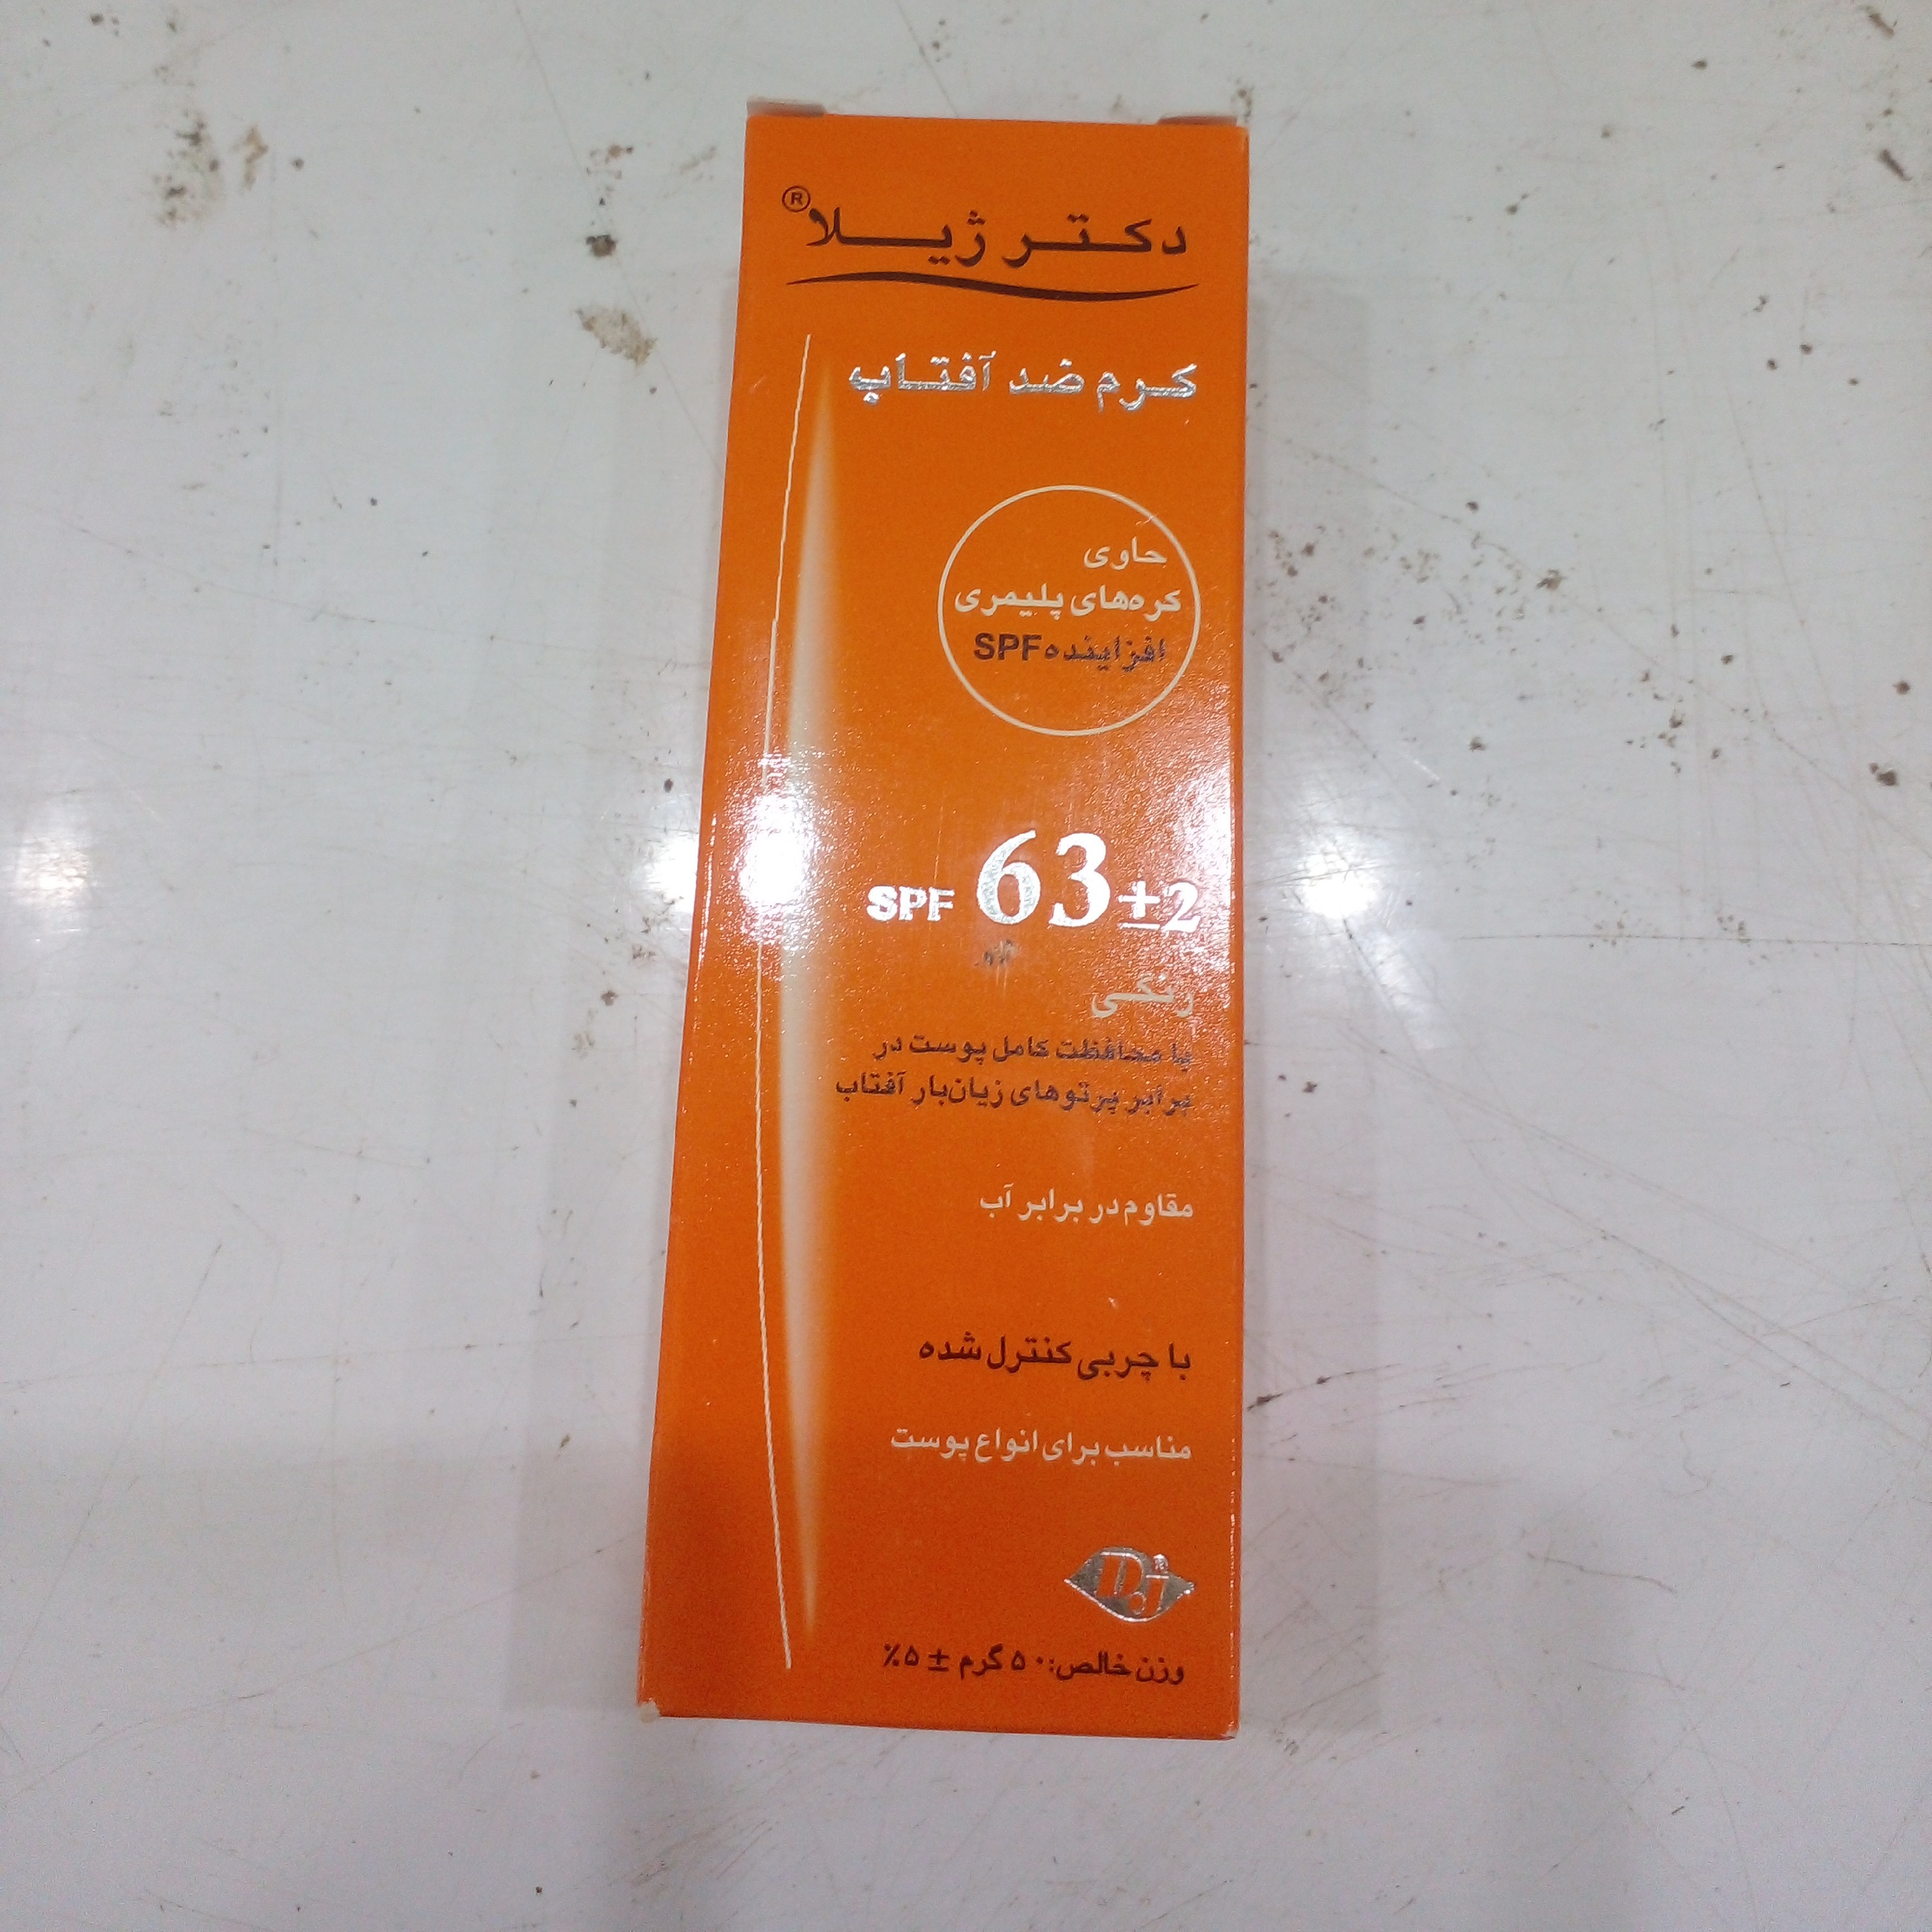 دکتر ژیلا®
کرم ضد آفتاب
حاوی
کره‌های پلیمری
افزاینده SPF
SPF 63±2
رنگی
با محافظت کامل پوست در
برابر پرتوهای زیان‌بار آفتاب
مقاوم در برابر آب
با چربی کنترل شده
مناسب برای انواع پوست
DJ®
وزن خالص: ۵۰ گرم ± ۵٪